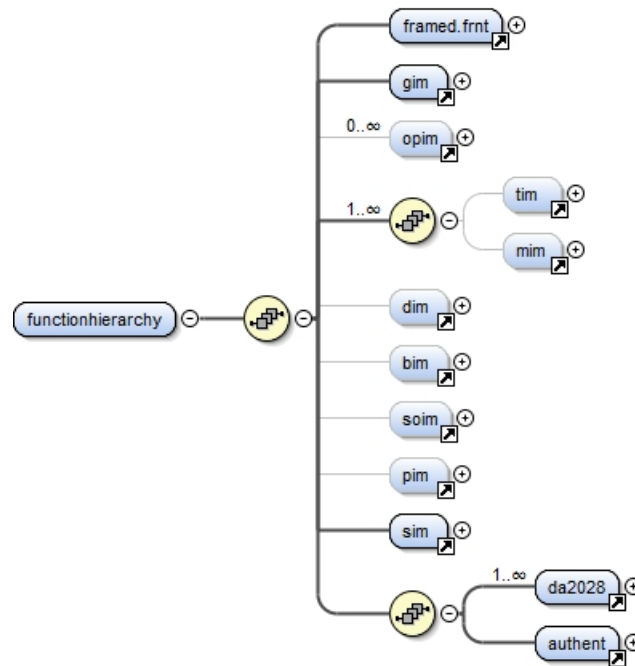 framed.frnt
gim
0..∞
opim
1..∞
tim
mim
functionhierarchy
dim
bim
soim
pim
sim
1..∞
da2028
authent